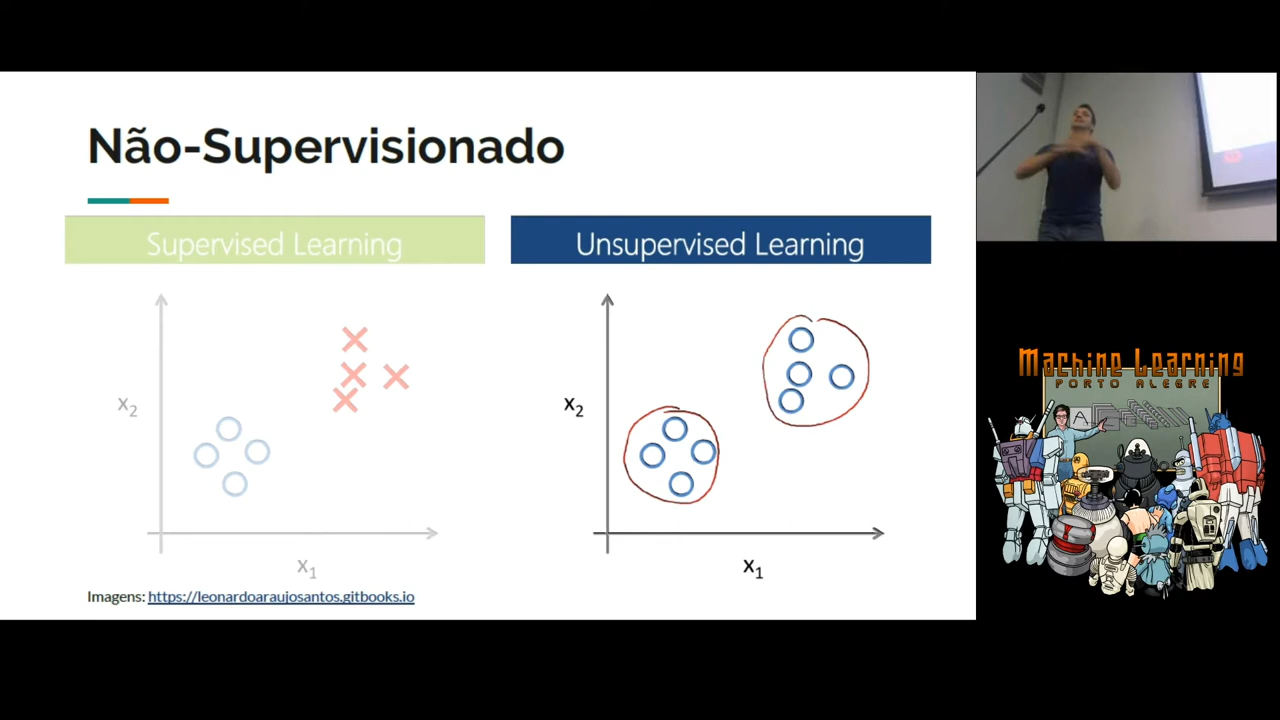 Não-Supervisionado
Supervised Learning
Unsupervised Learning
x₂
x₁
x₂
x₁
Imagens: https://leonardoaraujosantos.gitbooks.io
Machine Learning
PORTO ALEGRE
A